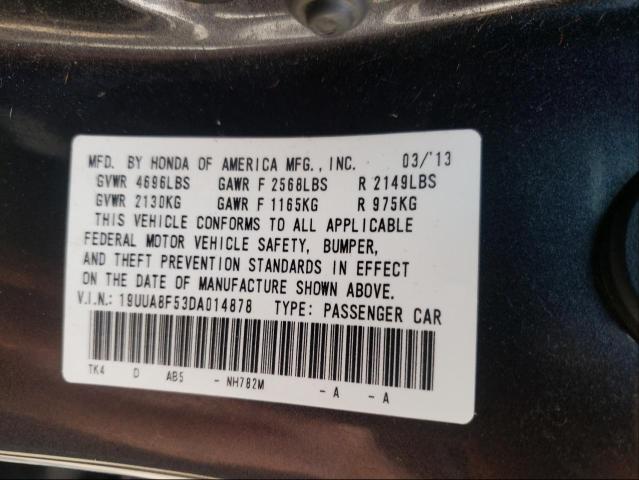 MFD. BY HONDA OF AMERICA MFG., INC. 03/'13
GVWR 4696LBS GAWR F 2568LBS R 2149LBS
GVWR 2130KG GAWR F 1165KG R 975KG
THIS VEHICLE CONFORMS TO ALL APPLICABLE
FEDERAL MOTOR VEHICLE SAFETY, BUMPER,
AND THEFT PREVENTION STANDARDS IN EFFECT
ON THE DATE OF MANUFACTURE SHOWN ABOVE.
V.I.N.: 19UUA8F53DA014878 TYPE: PASSENGER CAR
TK4 D AB5 - NH782M - A - A